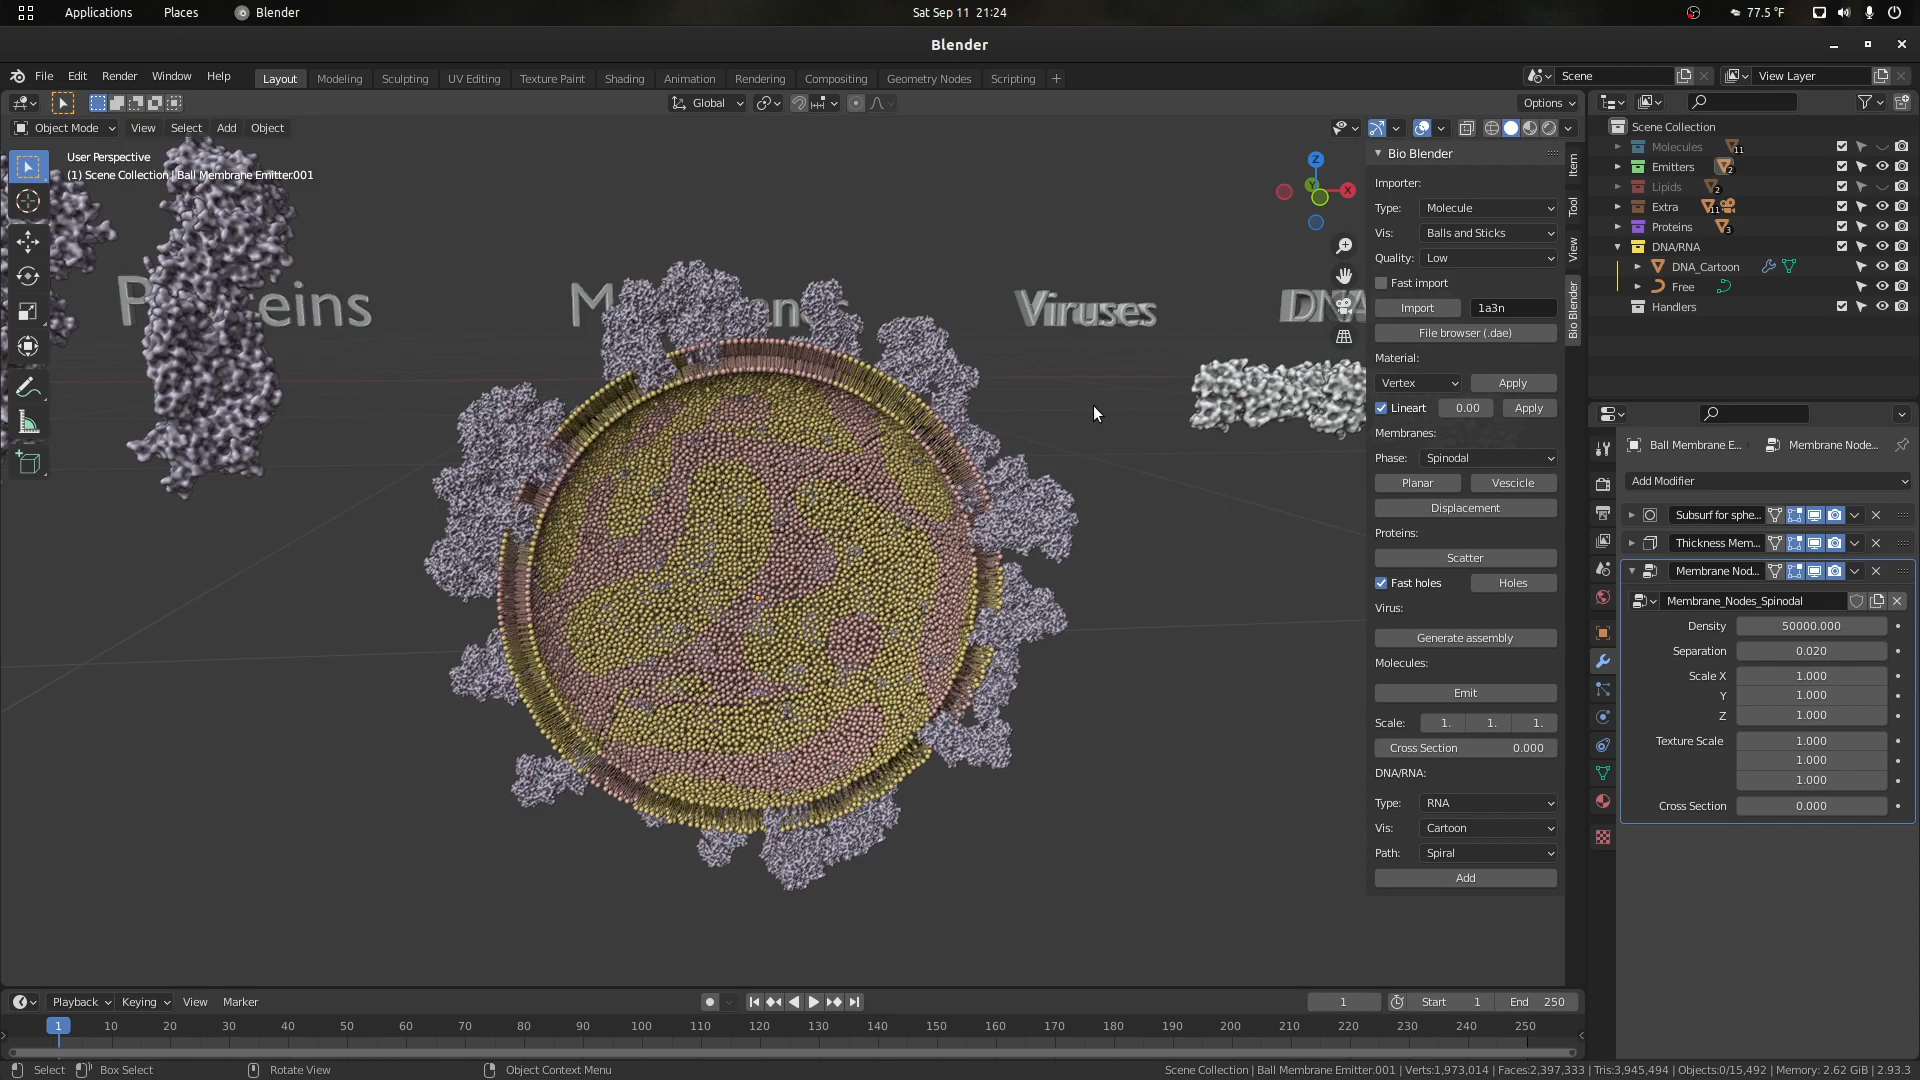 Applications Places Blender Sat Sep 11 21:24 77.5 °F
Blender
File Edit Render Window Help Layout Modeling Sculpting UV Editing Texture Paint Shading Animation Rendering Compositing Geometry Nodes Scripting + Scene View Layer
Global Options
Object Mode View Select Add Object
User Perspective
(1) Scene Collection | Ball Membrane Emitter.001
Z
Y
X
Viruses
Item
Tool
View
Bio Blender
Bio Blender
Importer:
Type: Molecule
Vis: Balls and Sticks
Quality: Low
Fast import
Import 1a3n
File browser (.dae)
Material:
Vertex Apply
Lineart 0.00 Apply
Membranes:
Phase: Spinodal
Planar Vescicle
Displacement
Proteins:
Scatter
Fast holes Holes
Virus:
Generate assembly
Molecules:
Emit
Scale: 1. 1. 1.
Cross Section 0.000
DNA/RNA:
Type: RNA
Vis: Cartoon
Path: Spiral
Add
Scene Collection
Molecules 11
Emitters 2
Lipids 2
Extra 11
Proteins 3
DNA/RNA
DNA_Cartoon
Free
Handlers
Ball Membrane E... Membrane Node...
Add Modifier
Subsurf for sphe...
Thickness Mem...
Membrane Nod...
Membrane_Nodes_Spinodal
Density 50000.000
Separation 0.020
Scale X 1.000
Y 1.000
Z 1.000
Texture Scale 1.000
1.000
1.000
Cross Section 0.000
Playback Keying View Marker 1 Start 1 End 250
1 10 20 30 40 50 60 70 80 90 100 110 120 130 140 150 160 170 180 190 200 210 220 230 240 250
Select Box Select Rotate View Object Context Menu Scene Collection | Ball Membrane Emitter.001 | Verts:1,973,014 | Faces:2,397,333 | Tris:3,945,494 | Objects:0/15,492 | Memory: 2.62 GiB | 2.93.3